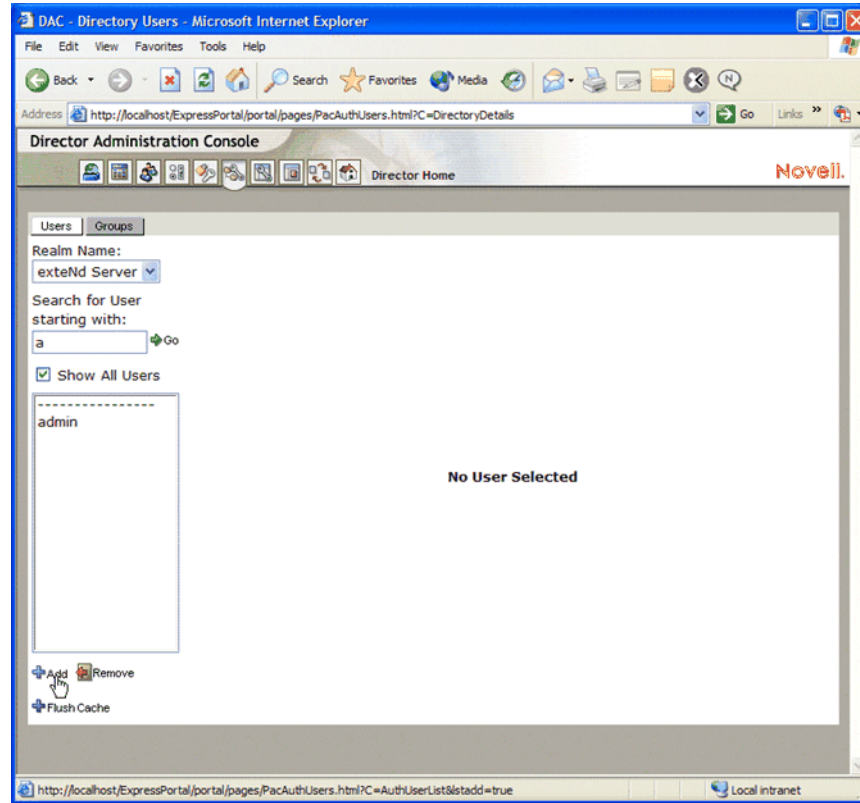 DAC - Directory Users - Microsoft Internet Explorer
File Edit View Favorites Tools Help
Back Search Favorites Media
Address http://localhost/ExpressPortal/portal/pages/PacAuthUsers.html?C=DirectoryDetails Go Links »
Director Administration Console
Director Home Novell.
Users Groups
Realm Name:
exteNd Server
Search for User
starting with:
a Go
Show All Users
----------------
admin
No User Selected
Add Remove
Flush Cache
http://localhost/ExpressPortal/portal/pages/PacAuthUsers.html?C=AuthUserList&listadd=true Local intranet